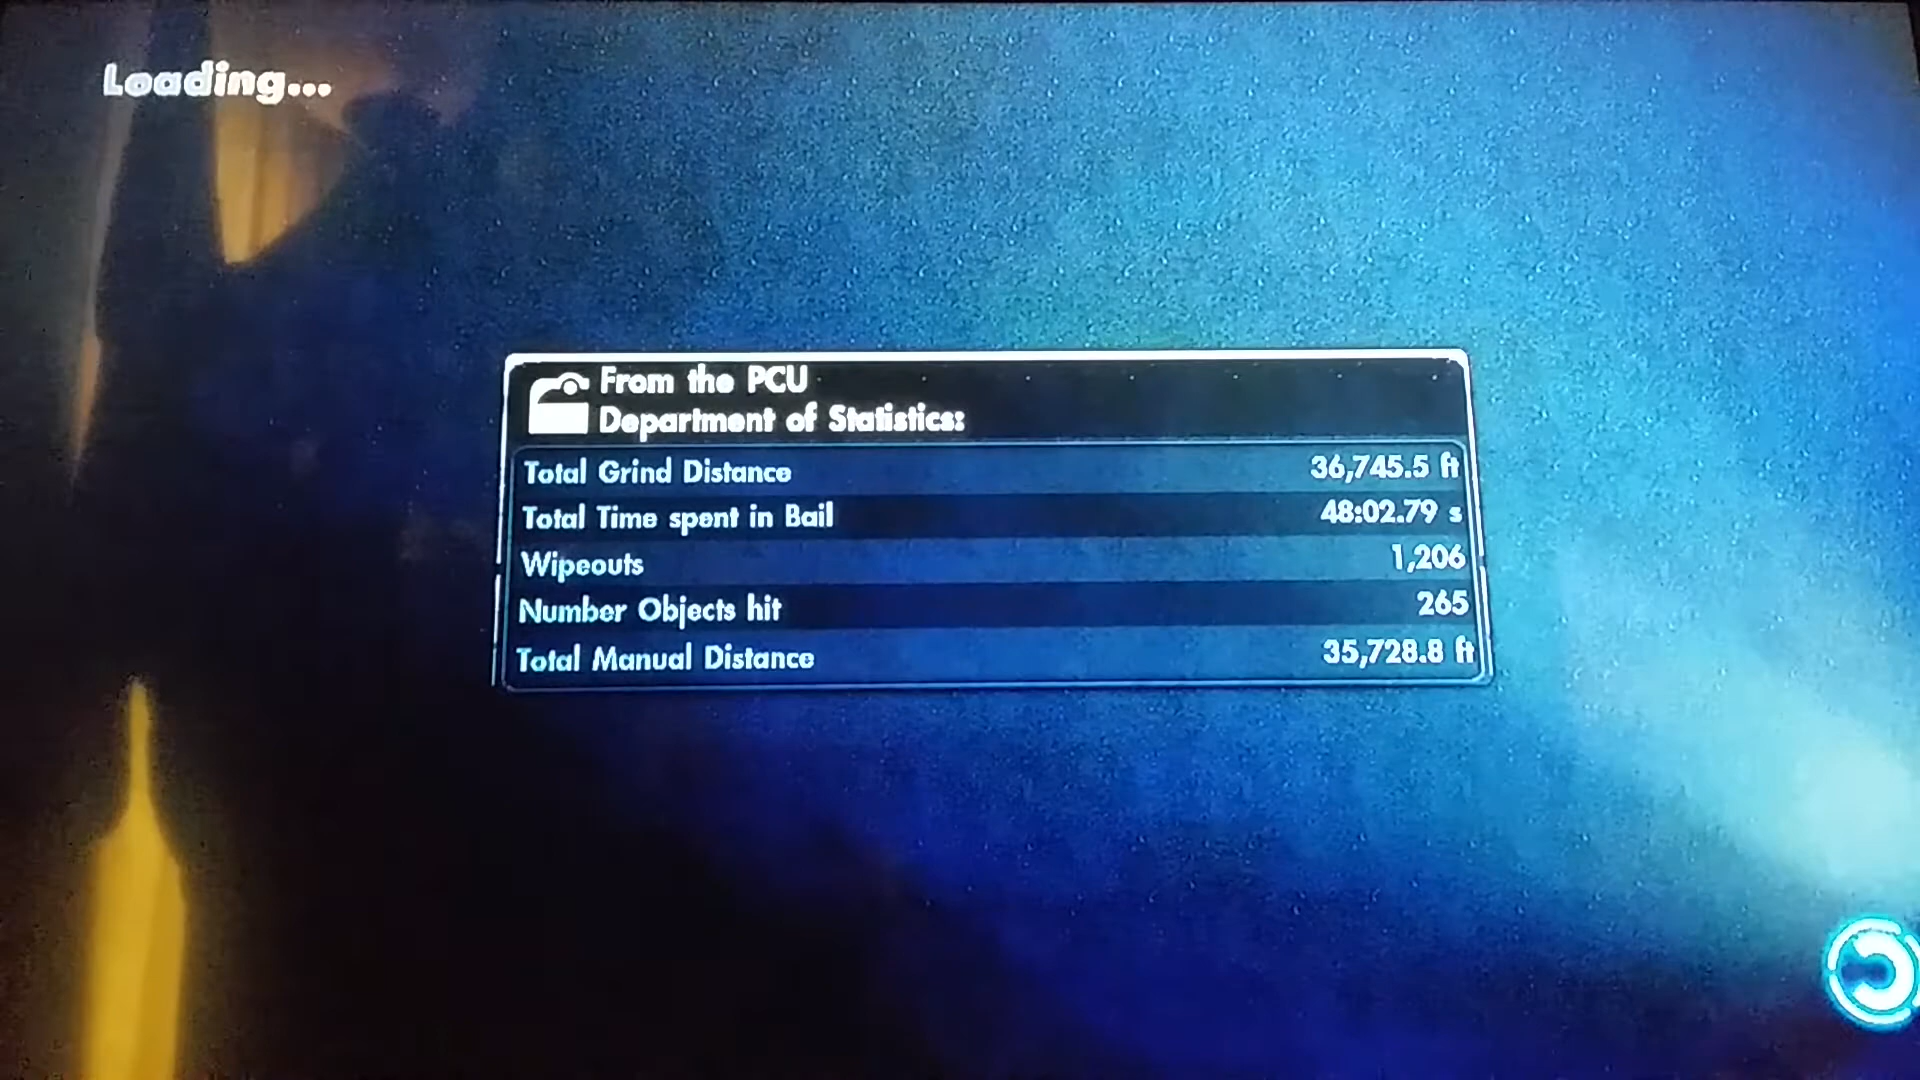 Loading...
From the PCU
Department of Statistics:
Total Grind Distance 36,745.5 ft
Total Time spent in Bail 48:02.79 s
Wipeouts 1,206
Number Objects hit 265
Total Manual Distance 35,728.8 ft